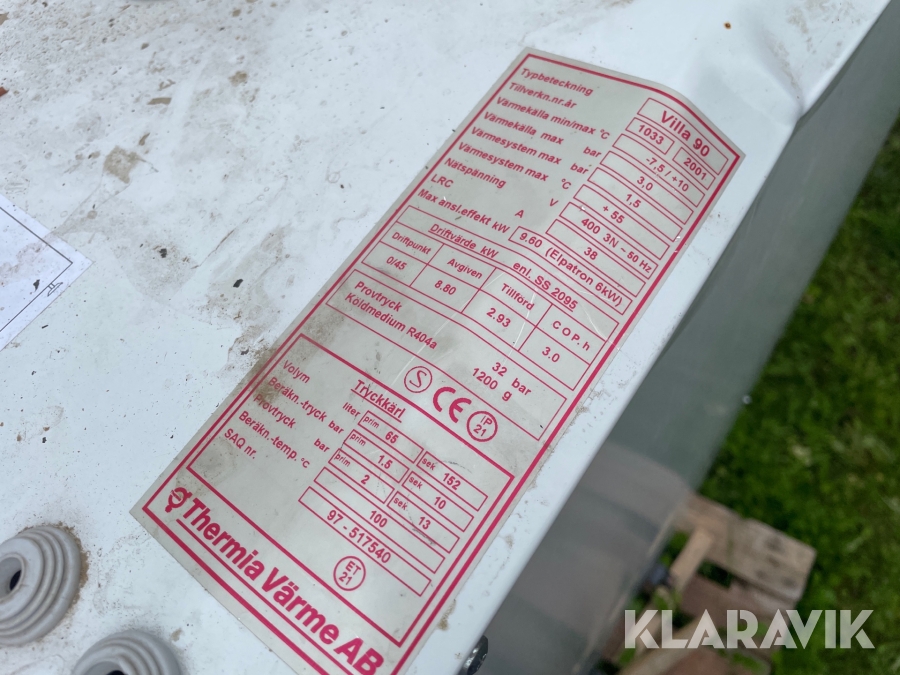 Typbeteckning Villa 90
Tillverkn.nr.år 1033 2001
Värmekälla min/max °C -7,5 / +10
Värmekälla max bar 3,0
Värmesystem max bar 1,5
Värmesystem max °C + 55
Nätspänning V 400 3N ~ 50 Hz
LRC A 38
Max ansl.effekt kW 9.60 (Elpatron 6kW)
Driftvärde kW enl. SS 2095
Driftpunkt Avgiven Tillförd C O P, h
0/45 8.80 2.93 3.0
Provtryck 32 bar
Köldmedium R404a 1200 g
S CE IP 21
Tryckkärl
Volym liter prim 65 sek 152
Beräkn.-tryck bar prim 1.5 sek 10
Provtryck bar prim 2 sek 13
Beräkn.-temp. °C 100
SAQ nr. 97 - 517540
ET 21
Thermia Värme AB
KLARAVIK